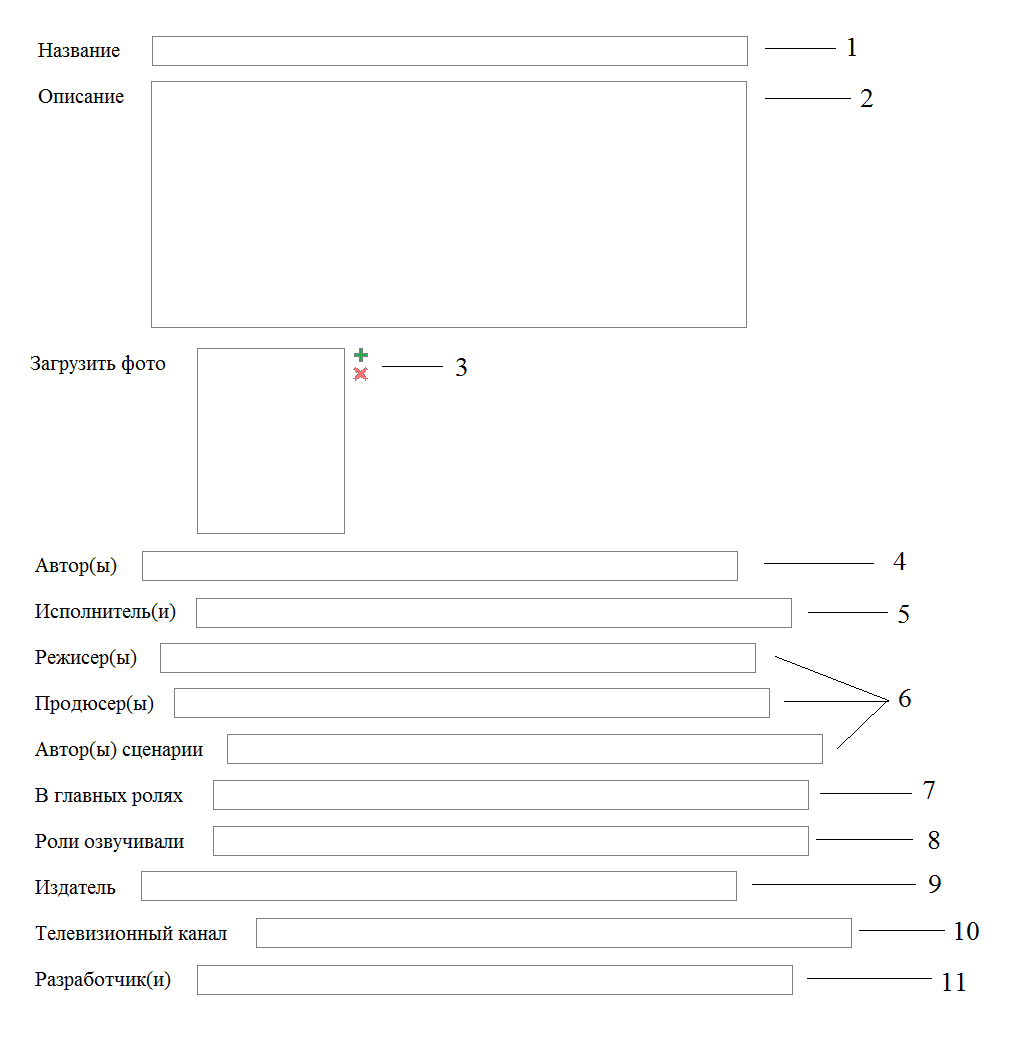 Название 1
Описание 2
Загрузить фото 3
Автор(ы) 4
Исполнитель(и) 5
Режисер(ы)
Продюсер(ы) 6
Автор(ы) сценарии
В главных ролях 7
Роли озвучивали 8
Издатель 9
Телевизионный канал 10
Разработчик(и) 11